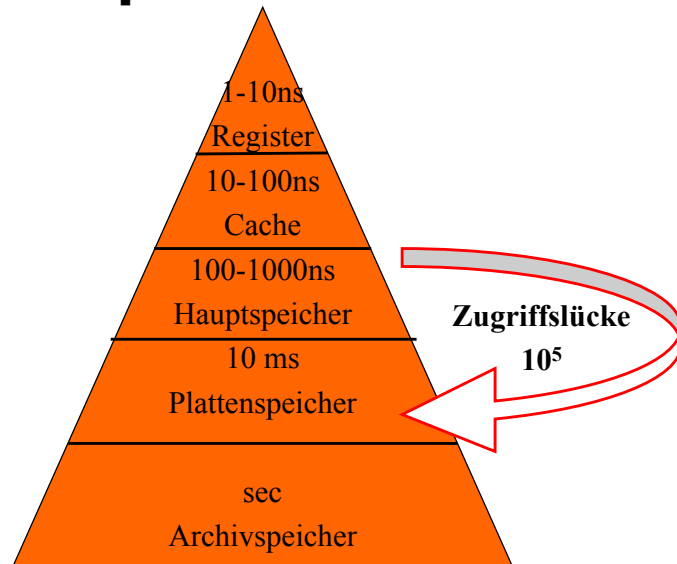 1-10ns
Register
10-100ns
Cache
100-1000ns
Hauptspeicher
Zugriffslücke
10⁵
10 ms
Plattenspeicher
sec
Archivspeicher